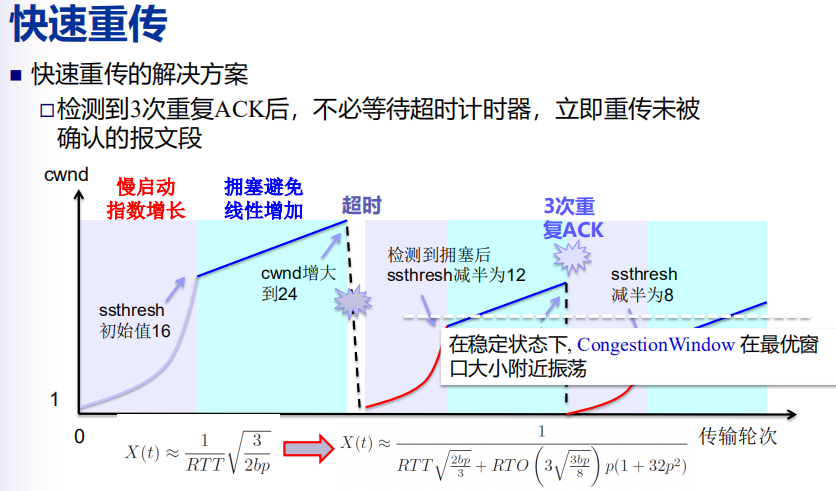 快速重传
快速重传的解决方案
检测到3次重复ACK后，不必等待超时计时器，立即重传未被
确认的报文段
cwnd
慢启动
指数增长
拥塞避免
线性增加
超时
3次重
复ACK
检测到拥塞后
ssthresh减半为12
cwnd增大
到24
ssthresh
减半为8
ssthresh
初始值16
在稳定状态下, CongestionWindow 在最优窗
口大小附近振荡
1
0
传输轮次
X(t) ≈ \frac{1}{RTT} \sqrt{\frac{3}{2bp}}
X(t) ≈ \frac{1}{RTT\sqrt{\frac{2bp}{3}} + RTO\left(3\sqrt{\frac{3bp}{8}}\right)p(1+32p^2)}